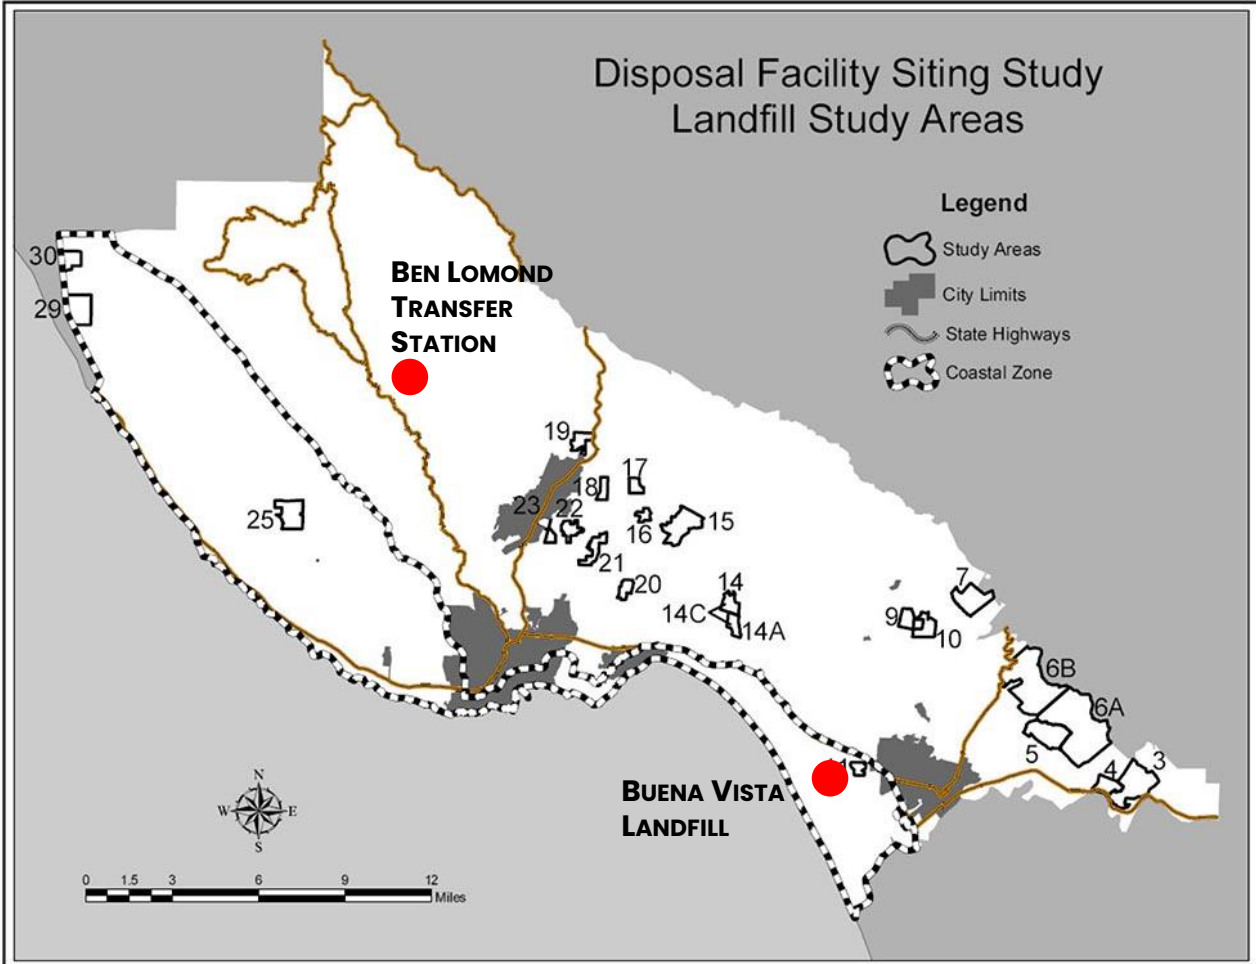 Disposal Facility Siting Study
Landfill Study Areas
Legend
Study Areas
City Limits
State Highways
Coastal Zone
BEN LOMOND
TRANSFER
STATION
30
29
19
17
18
23
22
16
15
25
21
20
14
14C
14A
7
9
10
6B
6A
5
4
3
BUENA VISTA
LANDFILL
N
W
E
S
0 1.5 3 6 9 12
Miles